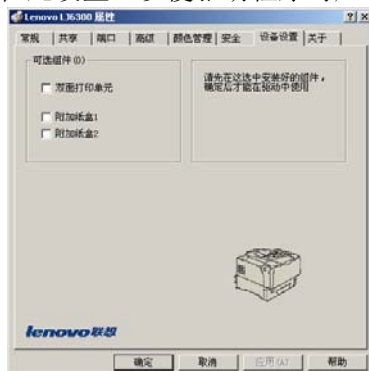 Lenovo LJ6300 属性
常规 共享 端口 高级 颜色管理 安全 设备设置 关于
可选组件(O)
双面打印单元
附加纸盒1
附加纸盒2
请先在这选中安装好的组件，
确定后才能在驱动中使用
lenovo联想
确定 取消 应用(A) 帮助